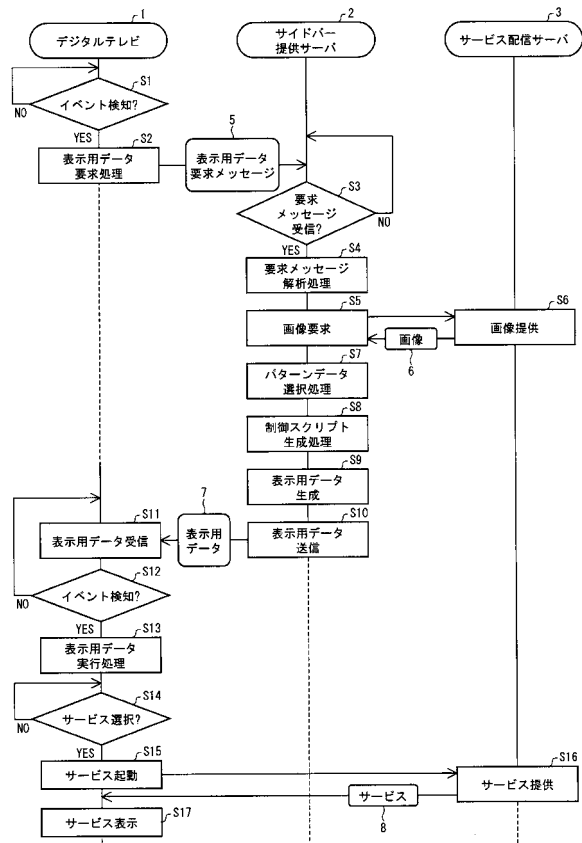 1
デジタルテレビ
2
サイドバー
提供サーバ
3
サービス配信サーバ
S1
イベント検知?
NO
YES
S2
表示用データ
要求処理
5
表示用データ
要求メッセージ
S3
要求
メッセージ
受信?
NO
YES
S4
要求メッセージ
解析処理
S5
画像要求
S6
画像提供
画像
6
S7
パターンデータ
選択処理
S8
制御スクリプト
生成処理
S9
表示用データ
生成
S10
表示用データ
送信
7
表示用
データ
S11
表示用データ受信
S12
イベント検知?
NO
YES
S13
表示用データ
実行処理
S14
サービス選択?
NO
YES
S15
サービス起動
S16
サービス提供
サービス
8
S17
サービス表示